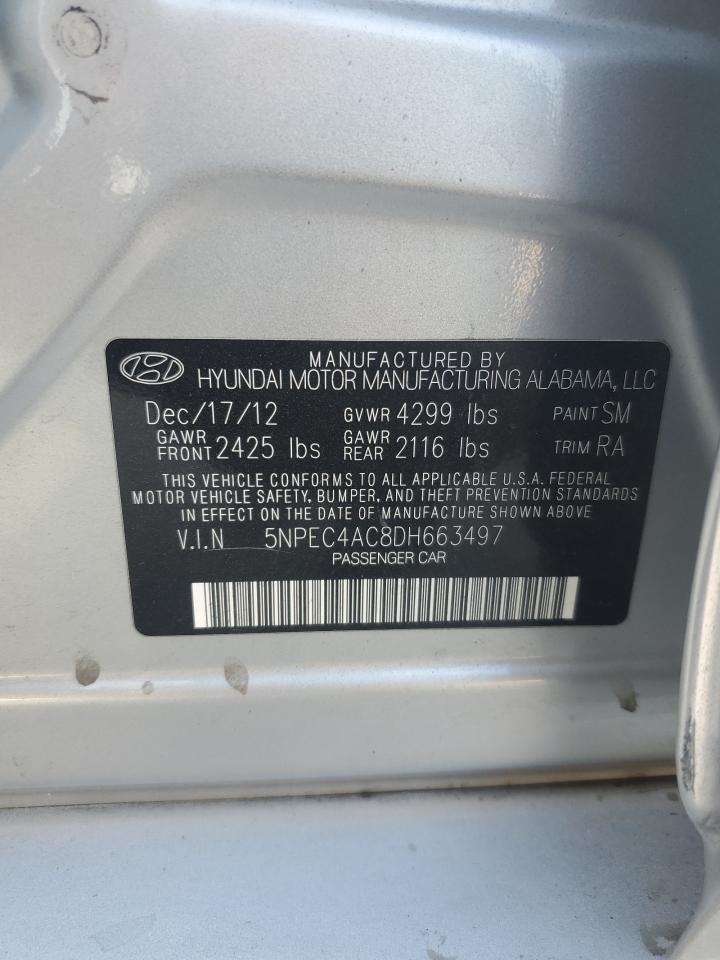 MANUFACTURED BY
HYUNDAI MOTOR MANUFACTURING ALABAMA, LLC
Dec/17/12 GVWR 4299 lbs PAINT SM
GAWR FRONT 2425 lbs GAWR REAR 2116 lbs TRIM RA
THIS VEHICLE CONFORMS TO ALL APPLICABLE U.S.A. FEDERAL
MOTOR VEHICLE SAFETY, BUMPER, AND THEFT PREVENTION STANDARDS
IN EFFECT ON THE DATE OF MANUFACTURE SHOWN ABOVE
V.I.N 5NPEC4AC8DH663497
PASSENGER CAR